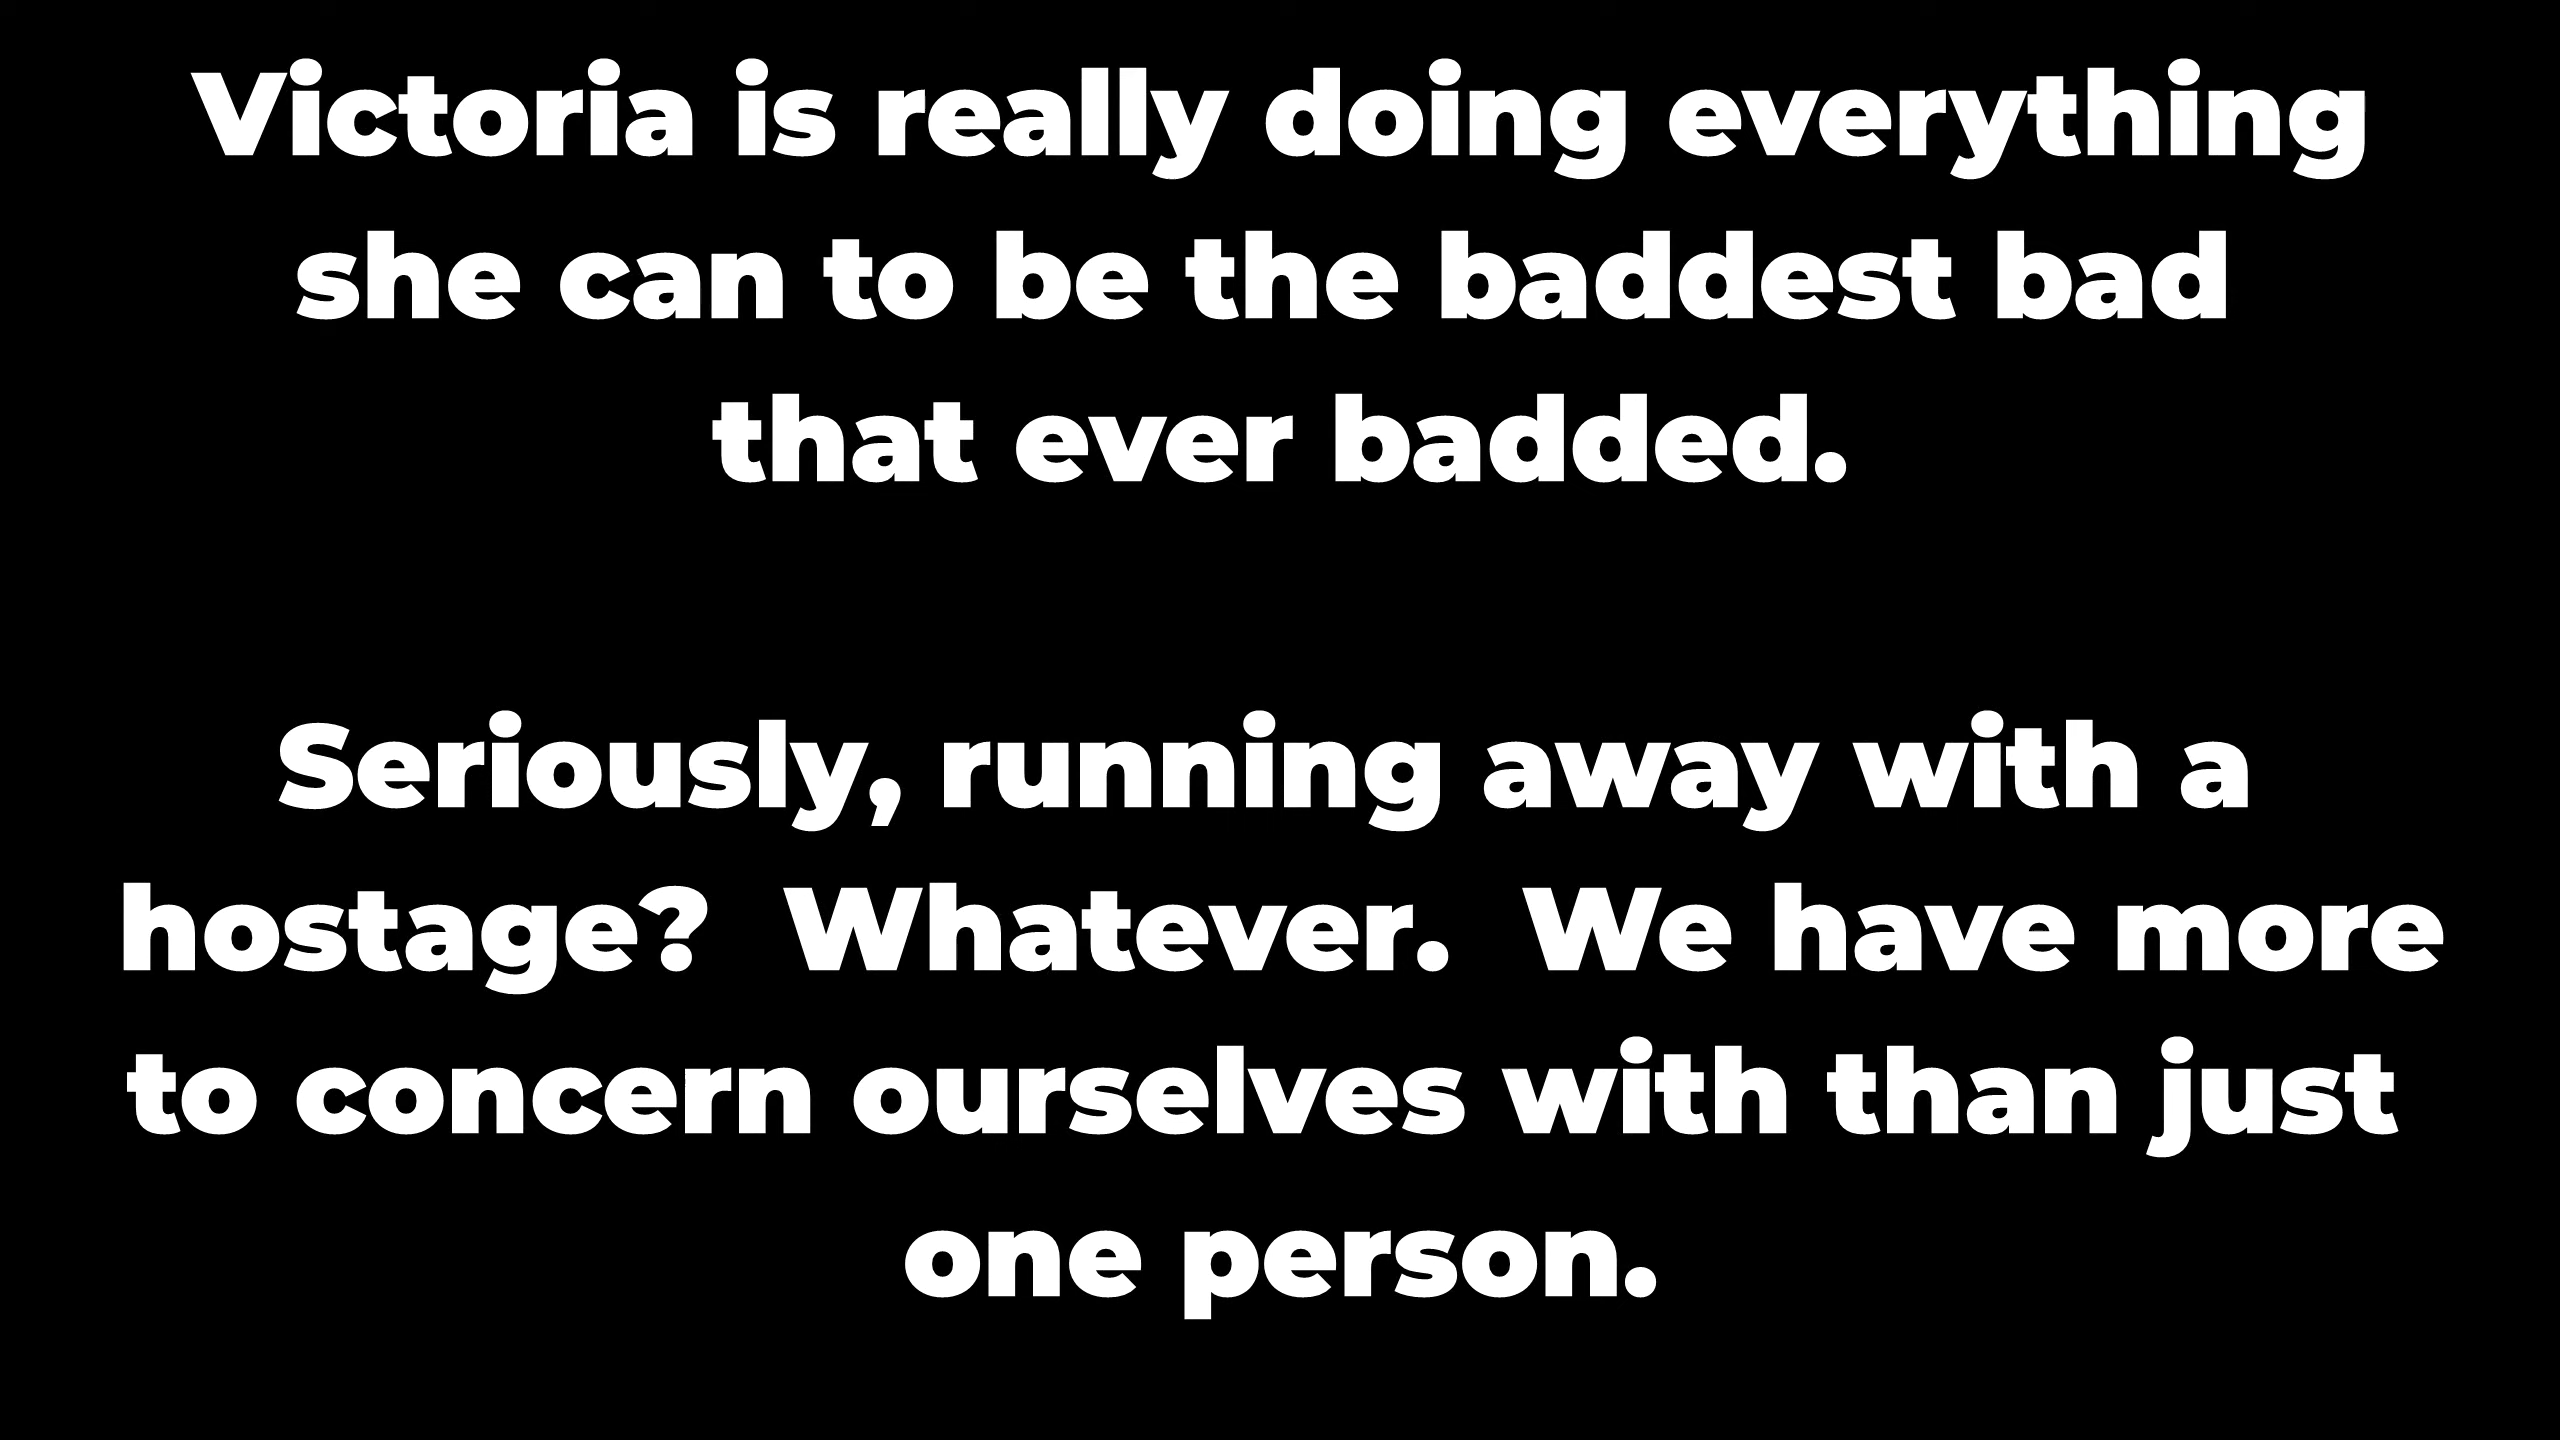 Victoria is really doing everything
she can to be the baddest bad
that ever badded.
Seriously, running away with a
hostage?  Whatever.  We have more
to concern ourselves with than just
one person.